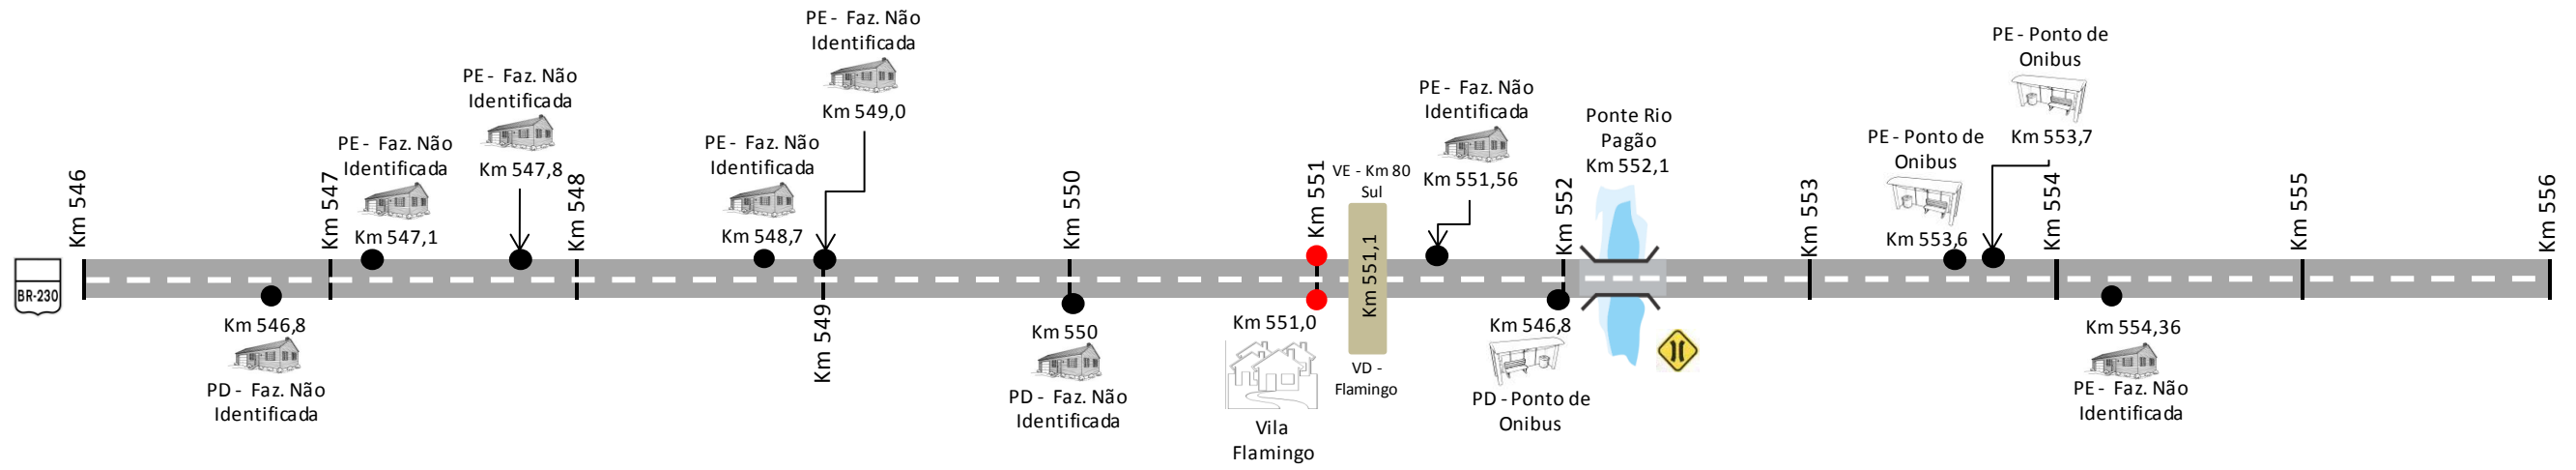 BR-230
Km 546
Km 546,8
PD - Faz. Não
Identificada
Km 547
PE - Faz. Não
Identificada
Km 547,1
PE - Faz. Não
Identificada
Km 547,8
Km 548
PE - Faz. Não
Identificada
Km 548,7
PE - Faz. Não
Identificada
Km 549,0
Km 549
Km 550
Km 550
PD - Faz. Não
Identificada
Km 551
Km 551,0
Vila
Flamingo
VE - Km 80
Sul
Km 551,1
VD -
Flamingo
PE - Faz. Não
Identificada
Km 551,56
Km 552
Km 546,8
PD - Ponto de
Onibus
Ponte Rio
Pagão
Km 552,1
Km 553
PE - Ponto de
Onibus
Km 553,6
PE - Ponto de
Onibus
Km 553,7
Km 554
Km 554,36
PE - Faz. Não
Identificada
Km 555
Km 556